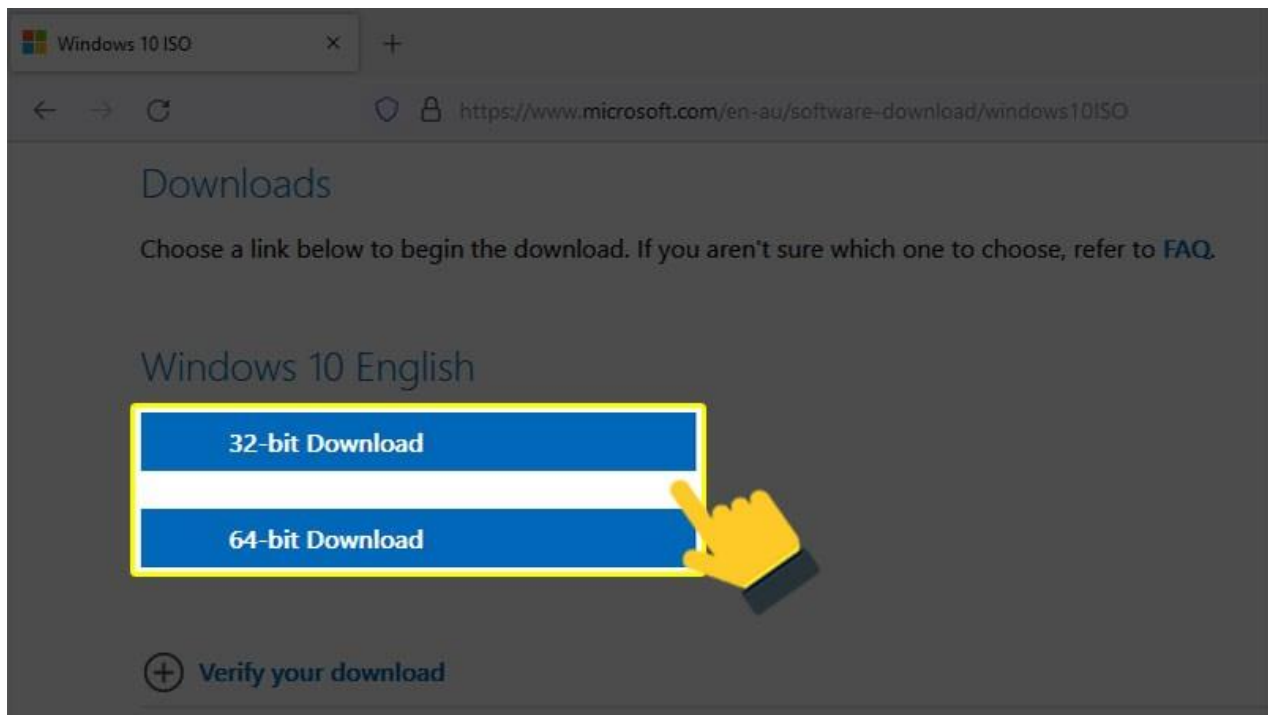 Windows 10 ISO
https://www.microsoft.com/en-au/software-download/windows10ISO
Downloads
Choose a link below to begin the download. If you aren't sure which one to choose, refer to FAQ.
Windows 10 English
32-bit Download
64-bit Download
Verify your download